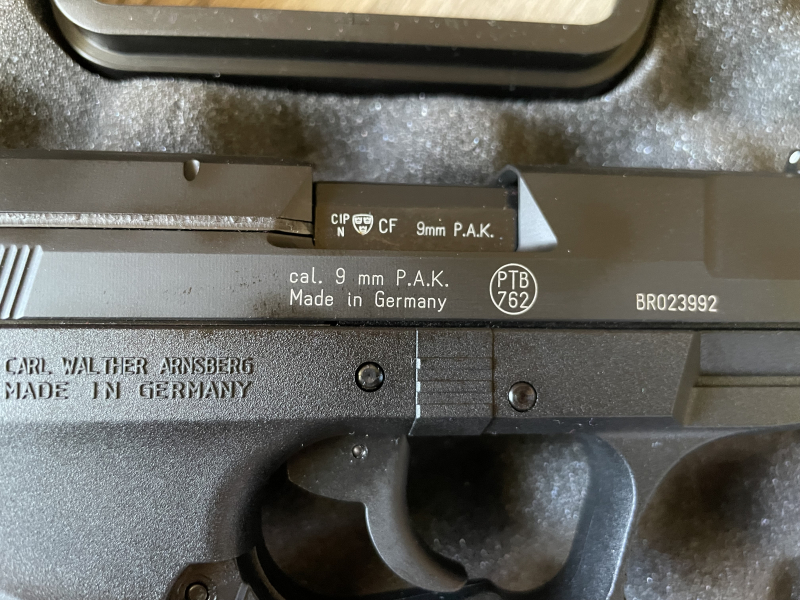 CIP
N
CF 9mm P.A.K.
cal. 9 mm P.A.K.
Made in Germany
PTB
762
BR023992
CARL WALTHER ARNSBERG
MADE IN GERMANY